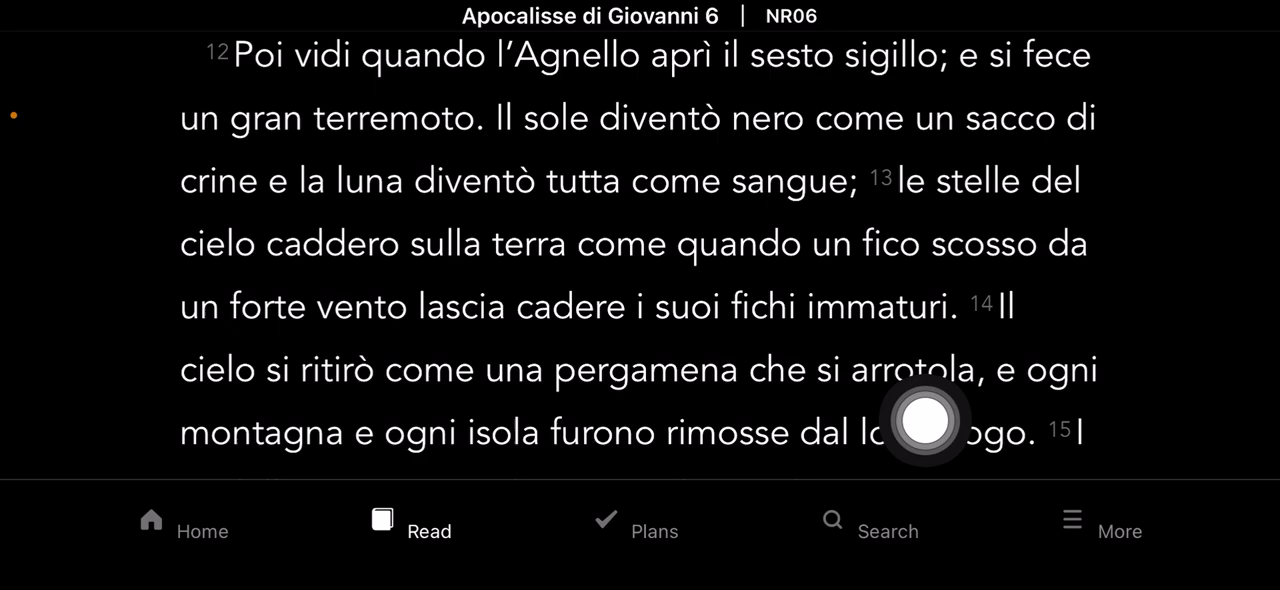 Apocalisse di Giovanni 6 | NR06
12 Poi vidi quando l’Agnello aprì il sesto sigillo; e si fece
un gran terremoto. Il sole diventò nero come un sacco di
crine e la luna diventò tutta come sangue; 13 le stelle del
cielo caddero sulla terra come quando un fico scosso da
un forte vento lascia cadere i suoi fichi immaturi. 14 Il
cielo si ritirò come una pergamena che si arrotola, e ogni
montagna e ogni isola furono rimosse dal 15 I
Home Read Plans Search More